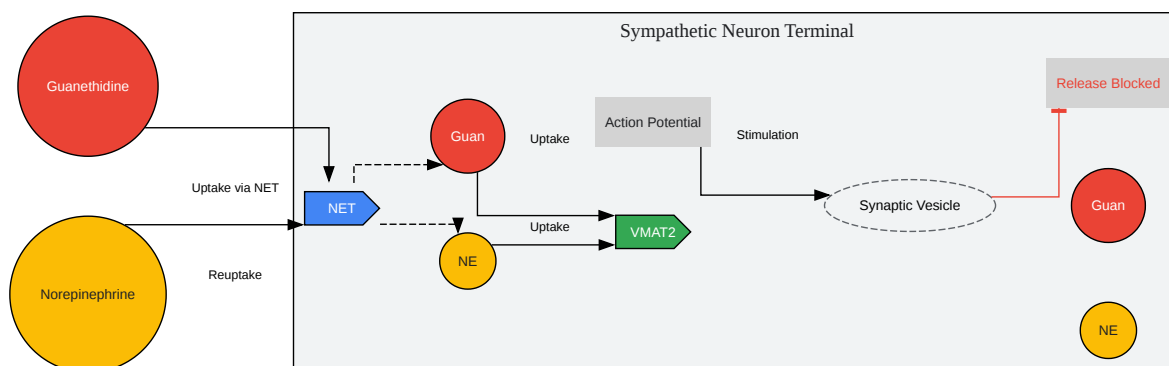 Sympathetic Neuron Terminal
Guanethidine
Release Blocked
Guan
Uptake
Action Potential
Stimulation
Uptake via NET
NET
Synaptic Vesicle
Guan
Uptake
VMAT2
NE
Reuptake
Norepinephrine
NE